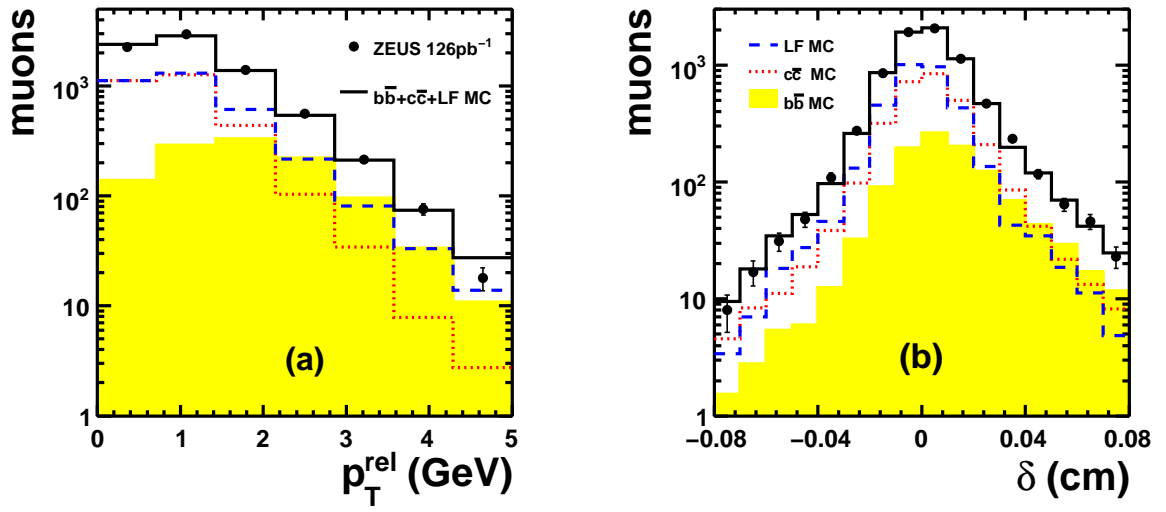 muons
10³
10²
10
1
ZEUS 126pb⁻¹
bb̅+cc̅+LF MC
(a)
0 1 2 3 4 5
p_T^rel (GeV)
muons
10³
10²
10
1
LF MC
cc̅ MC
bb̅ MC
(b)
−0.08 −0.04 0 0.04 0.08
δ (cm)